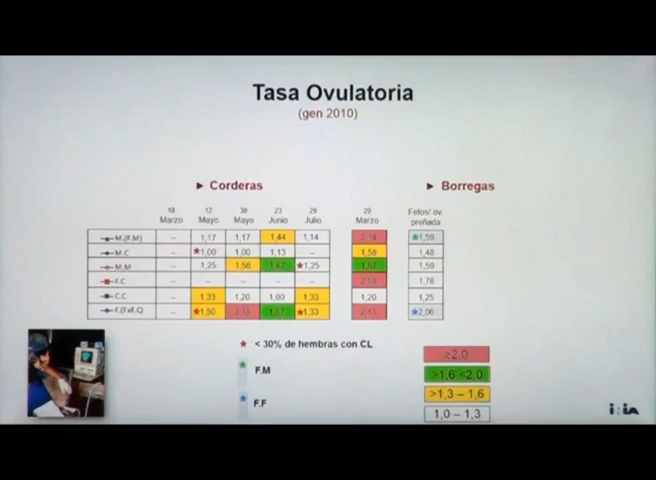 Tasa Ovulatoria
(gen 2010)
► Corderas ► Borregas
10 Marzo 12 Mayo 30 Mayo 23 Junio 29 Julio 29 Marzo Fetos/ ov. preñada
M.(F.M) – 1,17 1,17 1,44 1,14 2,14 ★1,59
M.C – ★1,00 1,00 1,13 – 1,58 1,48
M.M – 1,25 1,56 1,67 ★1,25 1,59
F.C – – – – – 1,78
C.C – 1,33 1,20 1,00 1,33 1,20 1,25
F.(FxF.C) – ★1,50 1,67 ★1,33 ★2,06
★ < 30% de hembras con CL
★ F.M
★ F.F
≥2,0
>1,6 <2,0
>1,3 – 1,6
1,0 – 1,3